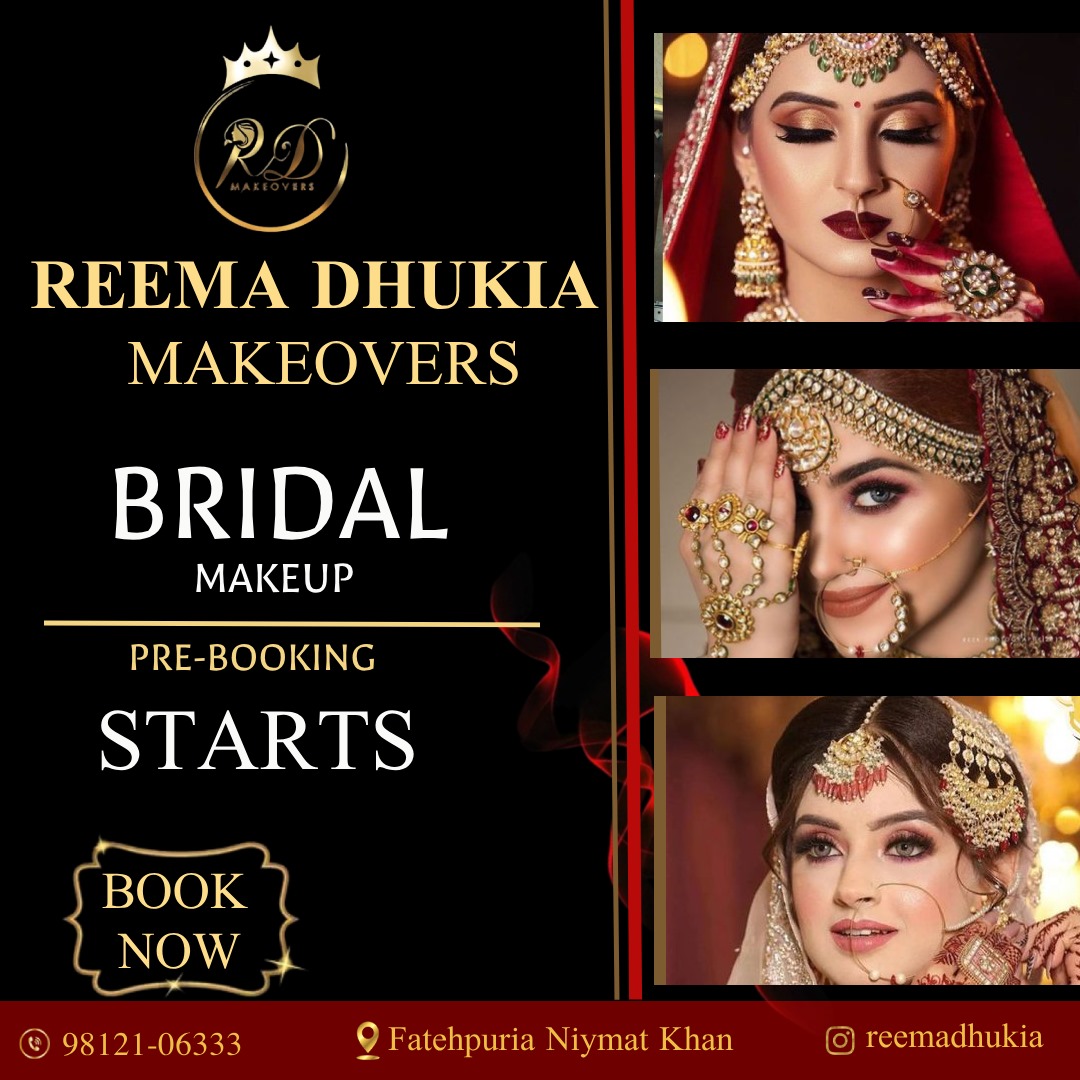 RD
MAKEOVERS
REEMA DHUKIA
MAKEOVERS
BRIDAL
MAKEUP
PRE-BOOKING
STARTS
BOOK
NOW
98121-06333
Fatehpuria Niymat Khan
reemadhukia